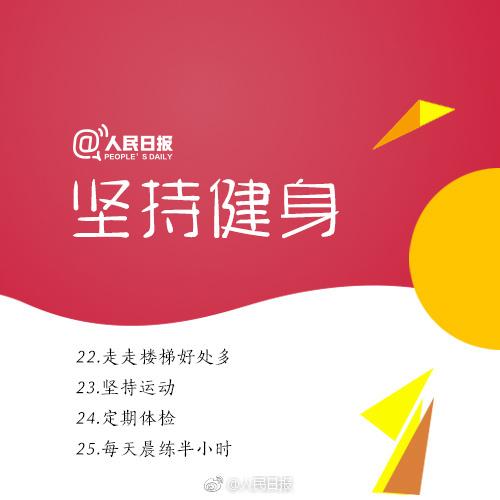 @人民日报
PEOPLE'S DAILY
坚持健身
22.走走楼梯好处多
23.坚持运动
24.定期体检
25.每天晨练半小时
@人民日报